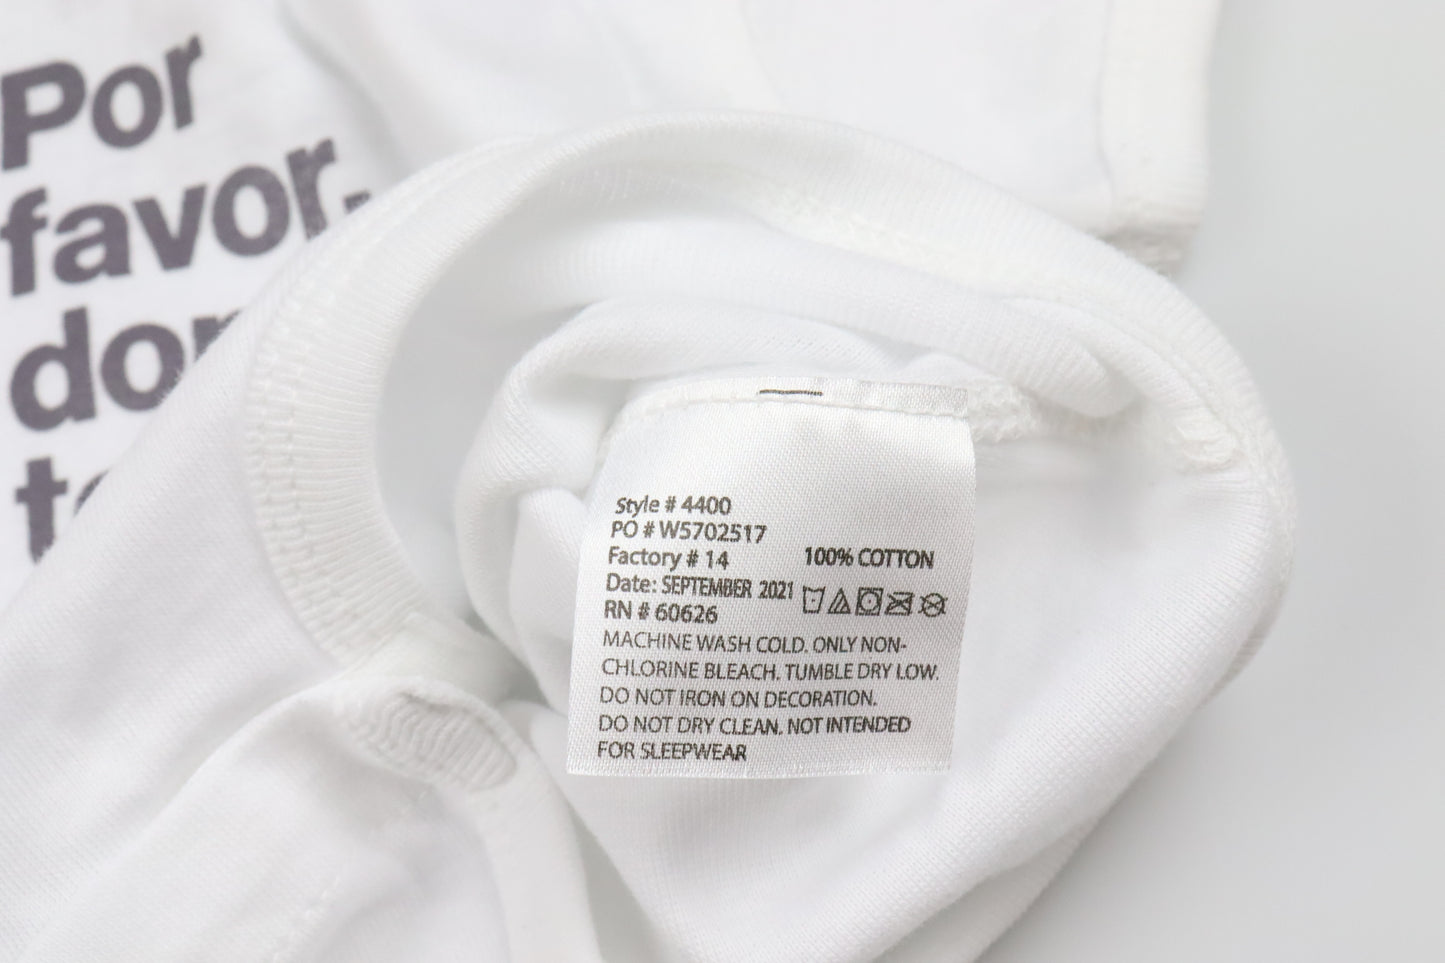 Por
favor,
Style # 4400
PO # W5702517
Factory # 14
100% COTTON
Date: SEPTEMBER 2021
RN # 60626
MACHINE WASH COLD. ONLY NON-
CHLORINE BLEACH. TUMBLE DRY LOW.
DO NOT IRON ON DECORATION.
DO NOT DRY CLEAN. NOT INTENDED
FOR SLEEPWEAR